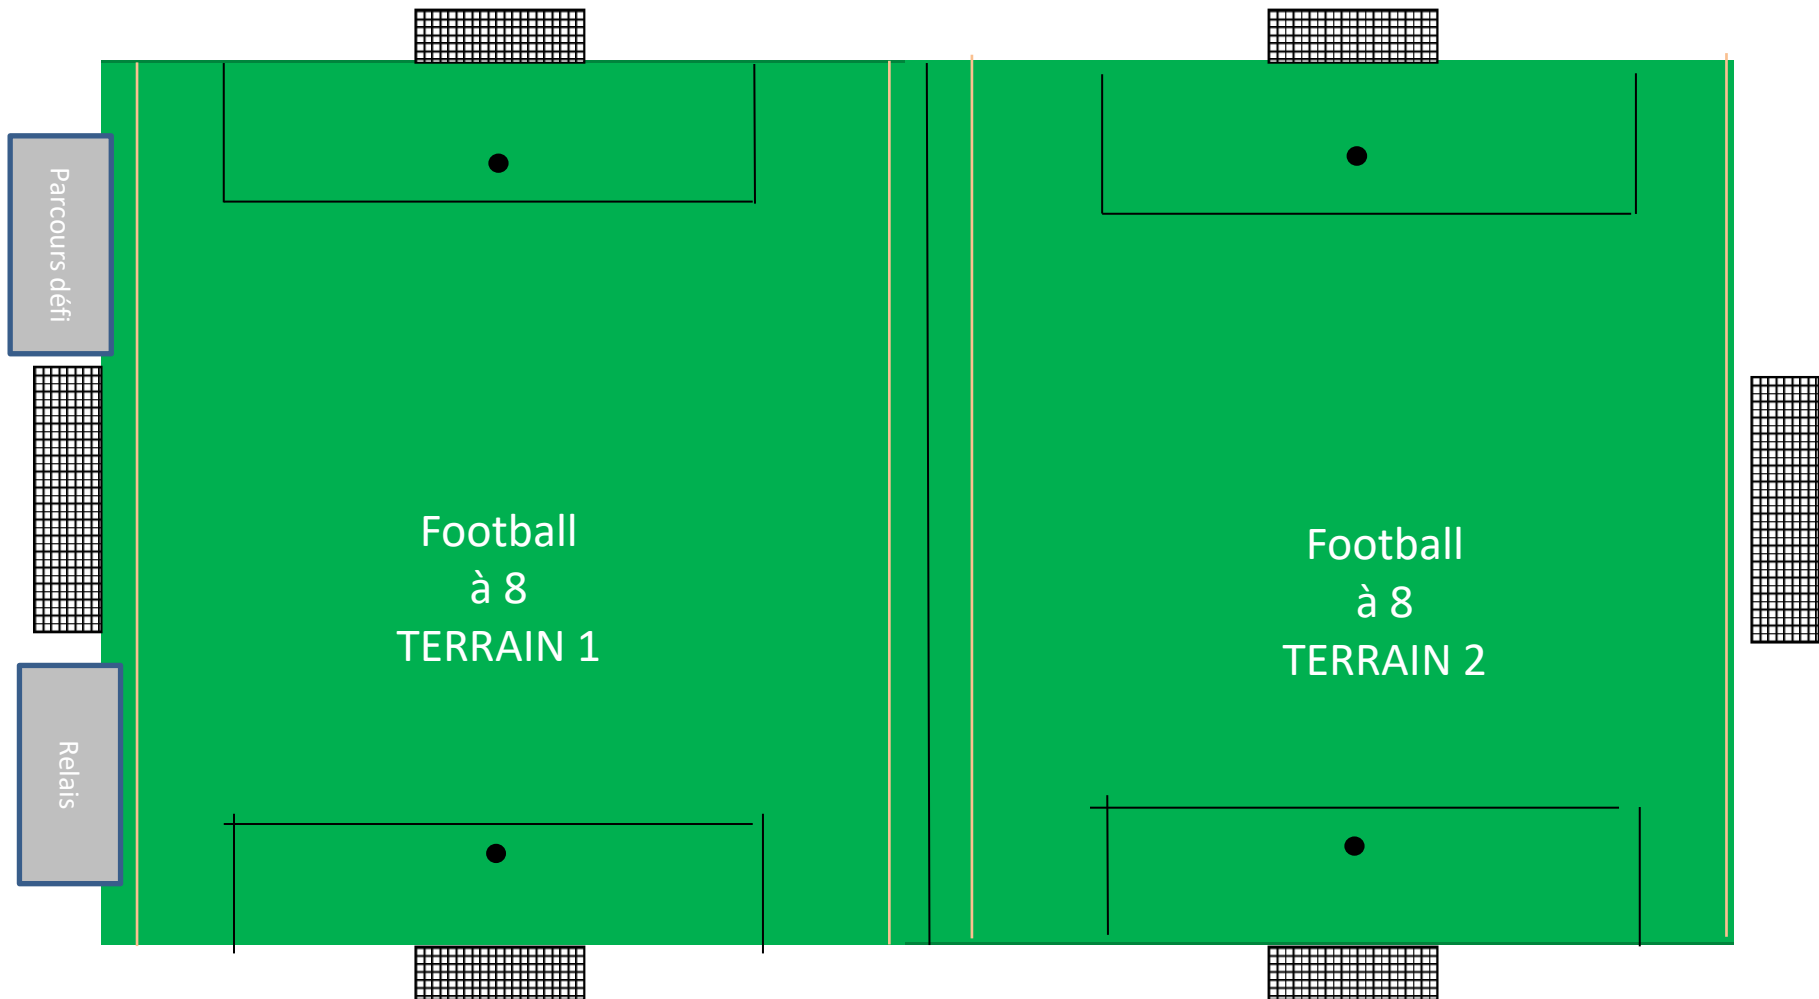 Parcours défi
Football
à 8
TERRAIN 1
Football
à 8
TERRAIN 2
Relais